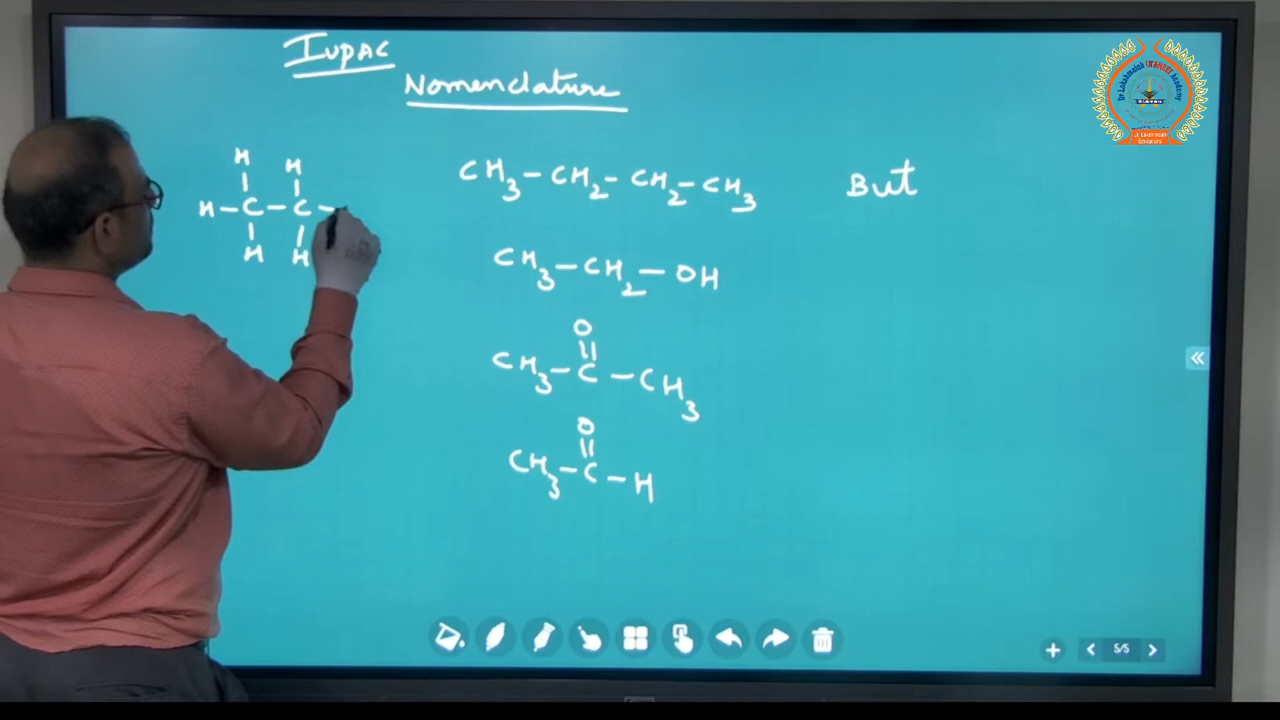 IUPAC
Nomenclature
H H
H-C-C-
H H
CH3-CH2-CH2-CH3 But
CH3-CH2-OH
O
||
CH3-C-CH3
O
||
CH3-C-H
5/5